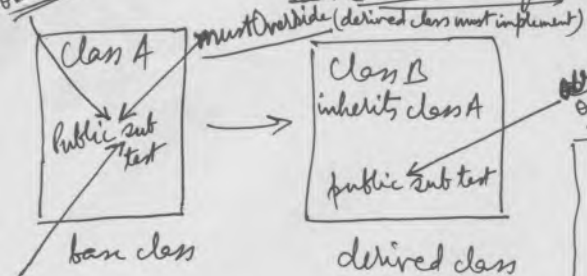 mustOverride (derived class must implement)
Class A
Public sub
test
base class
Class B
inherits class A
public sub test
derived class